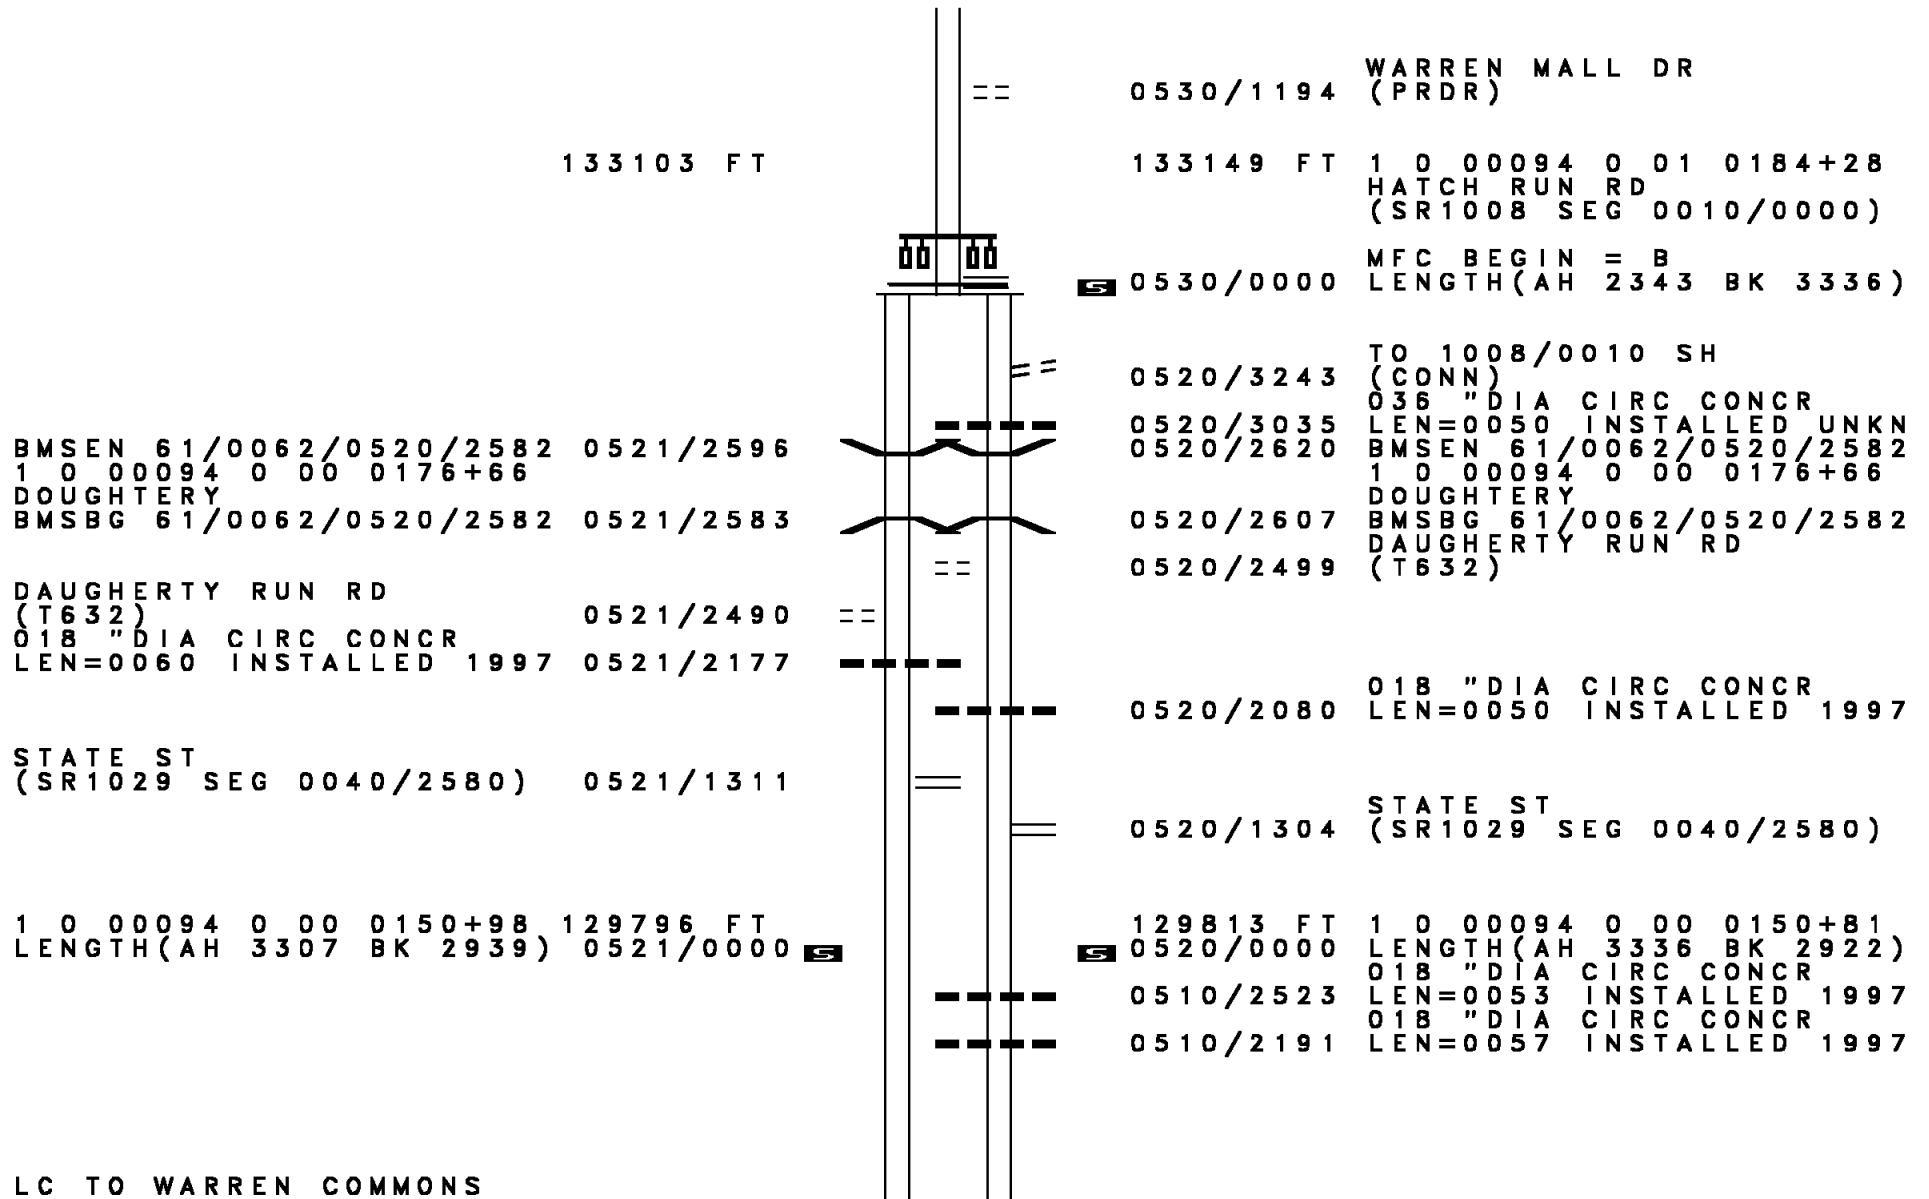 WARREN MALL DR
0530/1194 (PRDR)
133103 FT 133149 FT 1 0 00094 0 01 0184+28
HATCH RUN RD
(SR1008 SEG 0010/0000)
MFC BEGIN = B
S 0530/0000 LENGTH(AH 2343 BK 3336)
TO 1008/0010 SH
0520/3243 (CONN)
036 "DIA CIRC CONCR
0520/3035 LEN=0050 INSTALLED UNKN
BMSEN 61/0062/0520/2582 0521/2596 0520/2620 BMSEN 61/0062/0520/2582
1 0 00094 0 00 0176+66 1 0 00094 0 00 0176+66
DOUGHTERY DOUGHTERY
BMSBG 61/0062/0520/2582 0521/2583 0520/2607 BMSBG 61/0062/0520/2582
DAUGHERTY RUN RD
0520/2499 (T632)
DAUGHERTY RUN RD
(T632) 0521/2490
018 "DIA CIRC CONCR
LEN=0060 INSTALLED 1997 0521/2177
018 "DIA CIRC CONCR
0520/2080 LEN=0050 INSTALLED 1997
STATE ST
(SR1029 SEG 0040/2580) 0521/1311
STATE ST
0520/1304 (SR1029 SEG 0040/2580)
1 0 00094 0 00 0150+98 129796 FT 129813 FT 1 0 00094 0 00 0150+81
LENGTH(AH 3307 BK 2939) 0521/0000 S S 0520/0000 LENGTH(AH 3336 BK 2922)
018 "DIA CIRC CONCR
0510/2523 LEN=0053 INSTALLED 1997
018 "DIA CIRC CONCR
0510/2191 LEN=0057 INSTALLED 1997
LC TO WARREN COMMONS